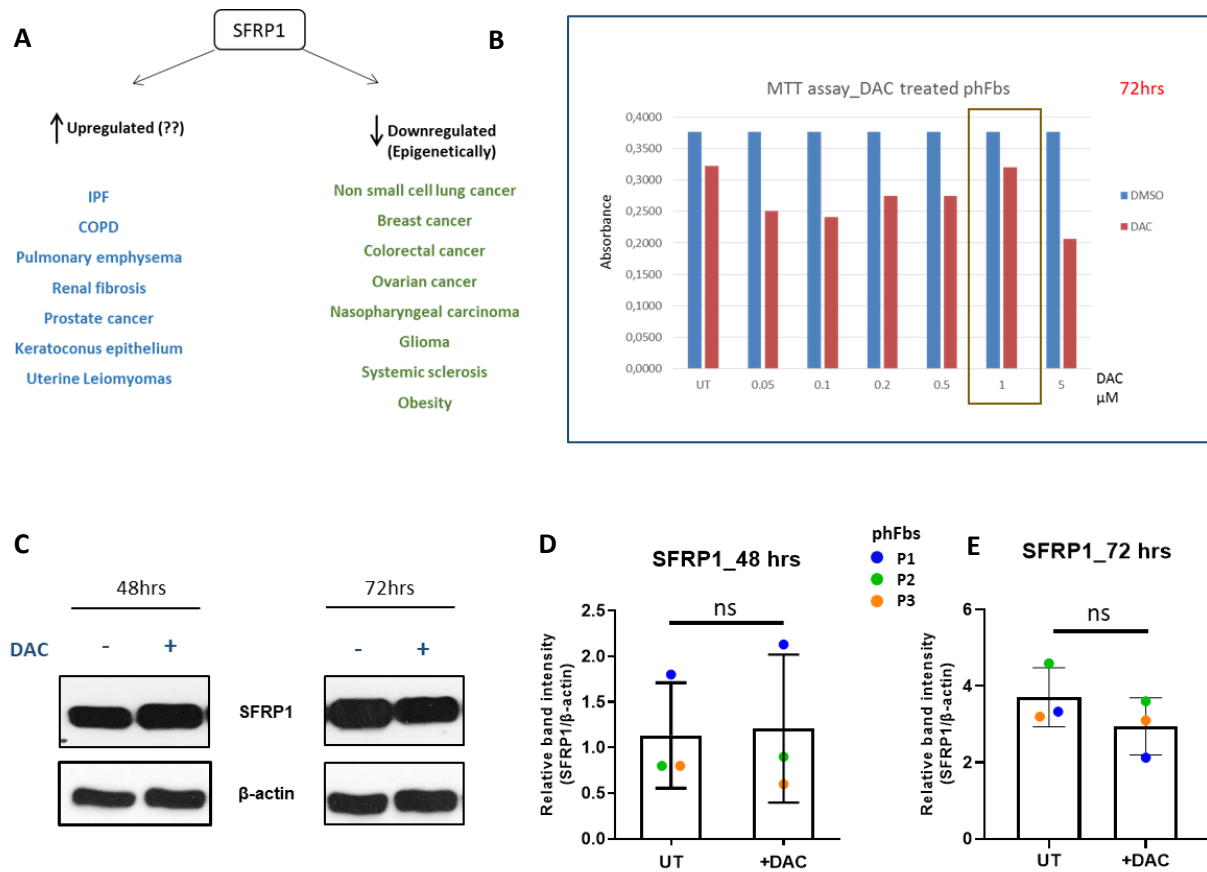 A
SFRP1
Upregulated (??)
Downregulated
(Epigenetically)
IPF
COPD
Pulmonary emphysema
Renal fibrosis
Prostate cancer
Keratoconus epithelium
Uterine Leiomyomas
Non small cell lung cancer
Breast cancer
Colorectal cancer
Ovarian cancer
Nasopharyngeal carcinoma
Glioma
Systemic sclerosis
Obesity
B
MTT assay_DAC treated phFbs
72hrs
Absorbance
0,4000
0,3500
0,3000
0,2500
0,2000
0,1500
0,1000
0,0500
0,0000
UT 0.05 0.1 0.2 0.5 1 5
DAC
µM
DMSO
DAC
C
48hrs
72hrs
DAC - + - +
SFRP1
β-actin
D
SFRP1_48 hrs
ns
Relative band intensity
(SFRP1/β-actin)
2.5
2.0
1.5
1.0
0.5
0.0
UT +DAC
phFbs
P1
P2
P3
E
SFRP1_72 hrs
ns
Relative band intensity
(SFRP1/β-actin)
6
4
2
0
UT +DAC